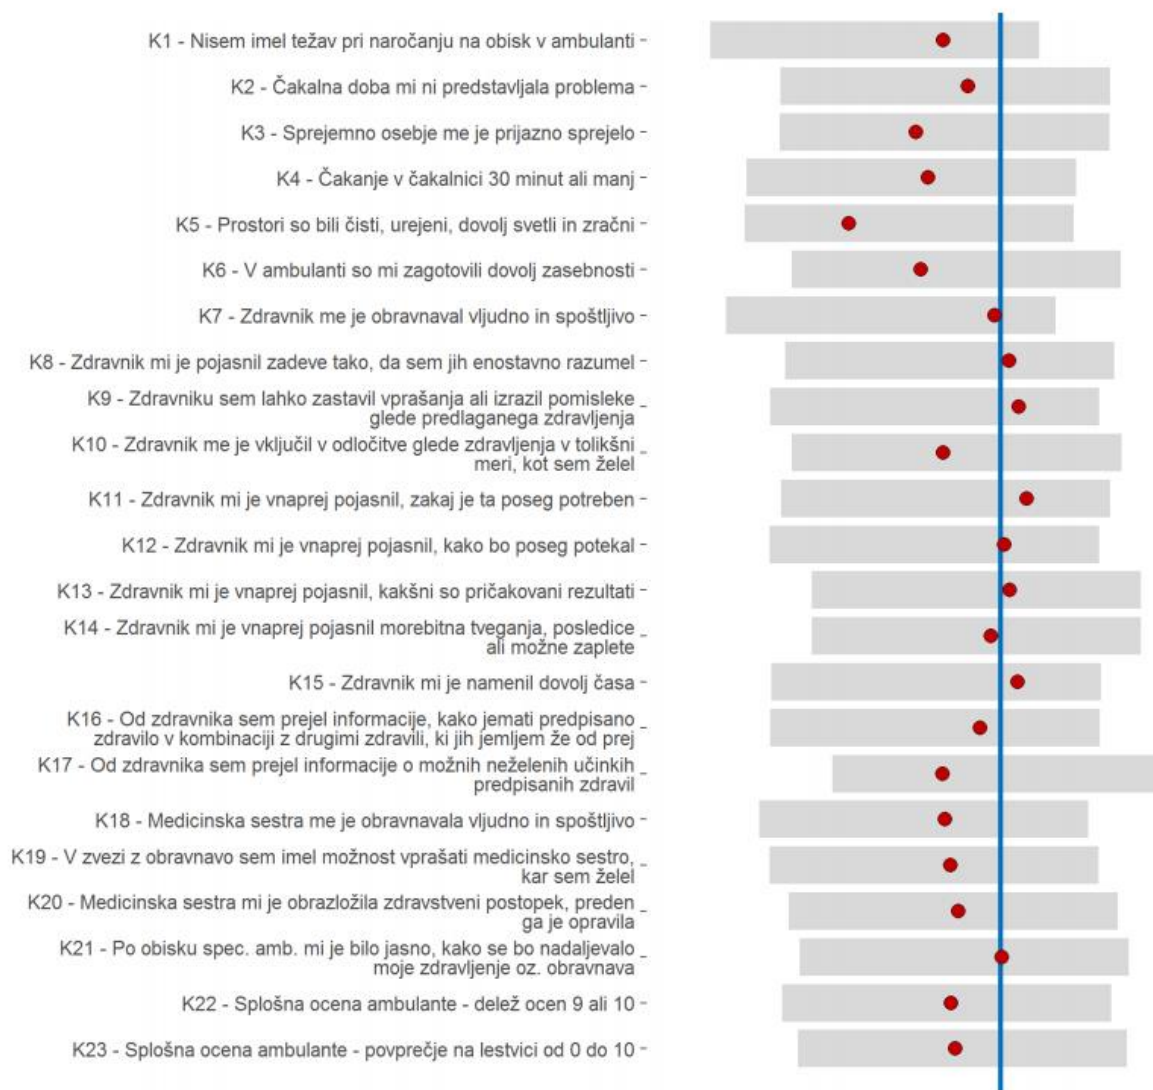 K1 - Nisem imel težav pri naročanju na obisk v ambulanti
K2 - Čakalna doba mi ni predstavljala problema
K3 - Sprejemno osebje me je prijazno sprejelo
K4 - Čakanje v čakalnici 30 minut ali manj
K5 - Prostori so bili čisti, urejeni, dovolj svetli in zračni
K6 - V ambulanti so mi zagotovili dovolj zasebnosti
K7 - Zdravnik me je obravnaval vljudno in spoštljivo
K8 - Zdravnik mi je pojasnil zadeve tako, da sem jih enostavno razumel
K9 - Zdravniku sem lahko zastavil vprašanja ali izrazil pomisleke
glede predlaganega zdravljenja
K10 - Zdravnik me je vključil v odločitve glede zdravljenja v tolikšni
meri, kot sem želel
K11 - Zdravnik mi je vnaprej pojasnil, zakaj je ta poseg potreben
K12 - Zdravnik mi je vnaprej pojasnil, kako bo poseg potekal
K13 - Zdravnik mi je vnaprej pojasnil, kakšni so pričakovani rezultati
K14 - Zdravnik mi je vnaprej pojasnil morebitna tveganja, posledice
ali možne zaplete
K15 - Zdravnik mi je namenil dovolj časa
K16 - Od zdravnika sem prejel informacije, kako jemati predpisano
zdravilo v kombinaciji z drugimi zdravili, ki jih jemljem že od prej
K17 - Od zdravnika sem prejel informacije o možnih neželenih učinkih
predpisanih zdravil
K18 - Medicinska sestra me je obravnavala vljudno in spoštljivo
K19 - V zvezi z obravnavo sem imel možnost vprašati medicinsko sestro,
kar sem želel
K20 - Medicinska sestra mi je obrazložila zdravstveni postopek, preden
ga je opravila
K21 - Po obisku spec. amb. mi je bilo jasno, kako se bo nadaljevalo
moje zdravljenje oz. obravnava
K22 - Splošna ocena ambulante - delež ocen 9 ali 10
K23 - Splošna ocena ambulante - povprečje na lestvici od 0 do 10